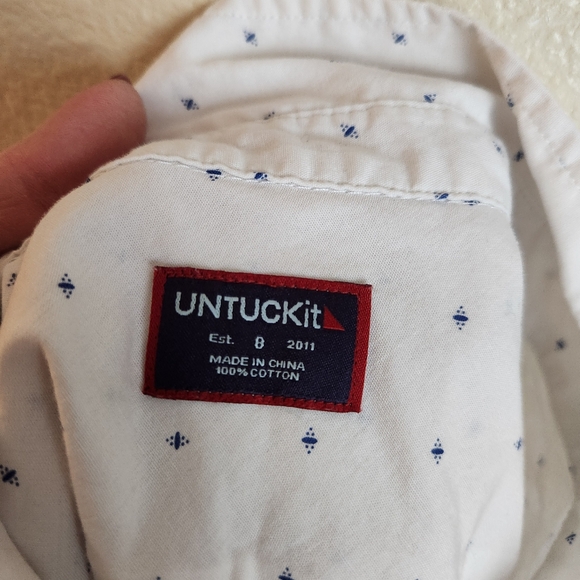 UNTUCKit
Est. 8 2011
MADE IN CHINA
100% COTTON